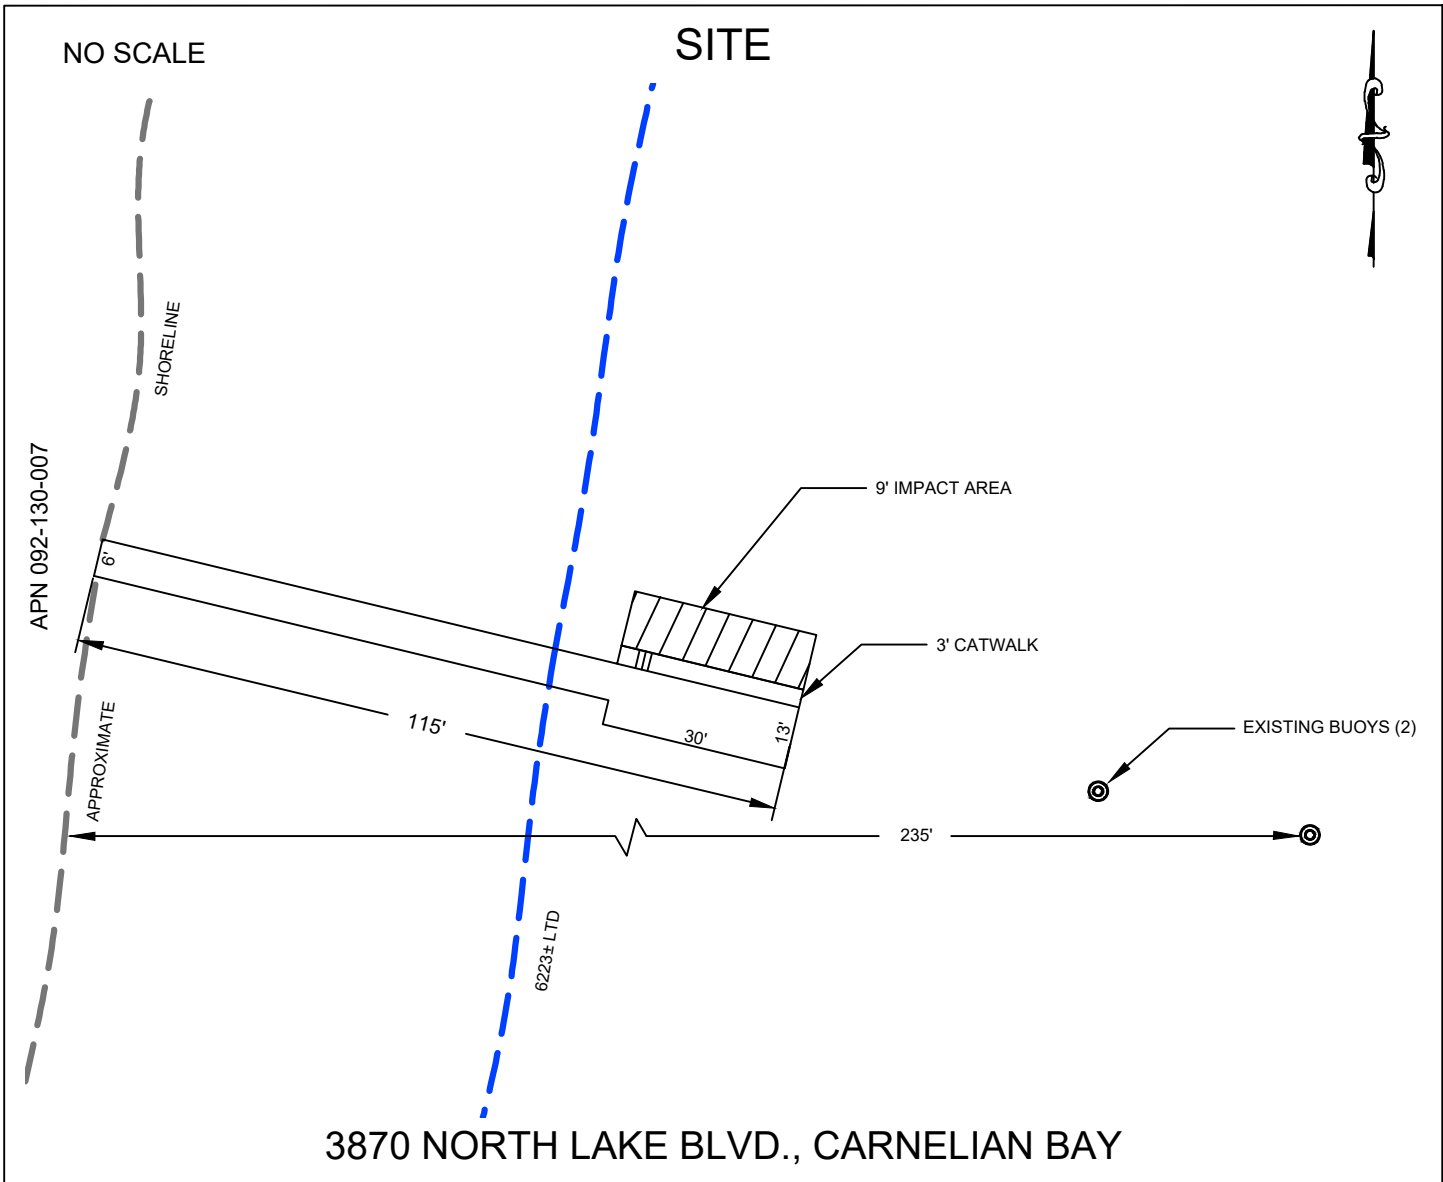 NO SCALE
SITE
SHORELINE
APN 092-130-007
9' IMPACT AREA
6'
3' CATWALK
115'
30'
13'
EXISTING BUOYS (2)
APPROXIMATE
235'
6223± LTD
3870 NORTH LAKE BLVD., CARNELIAN BAY